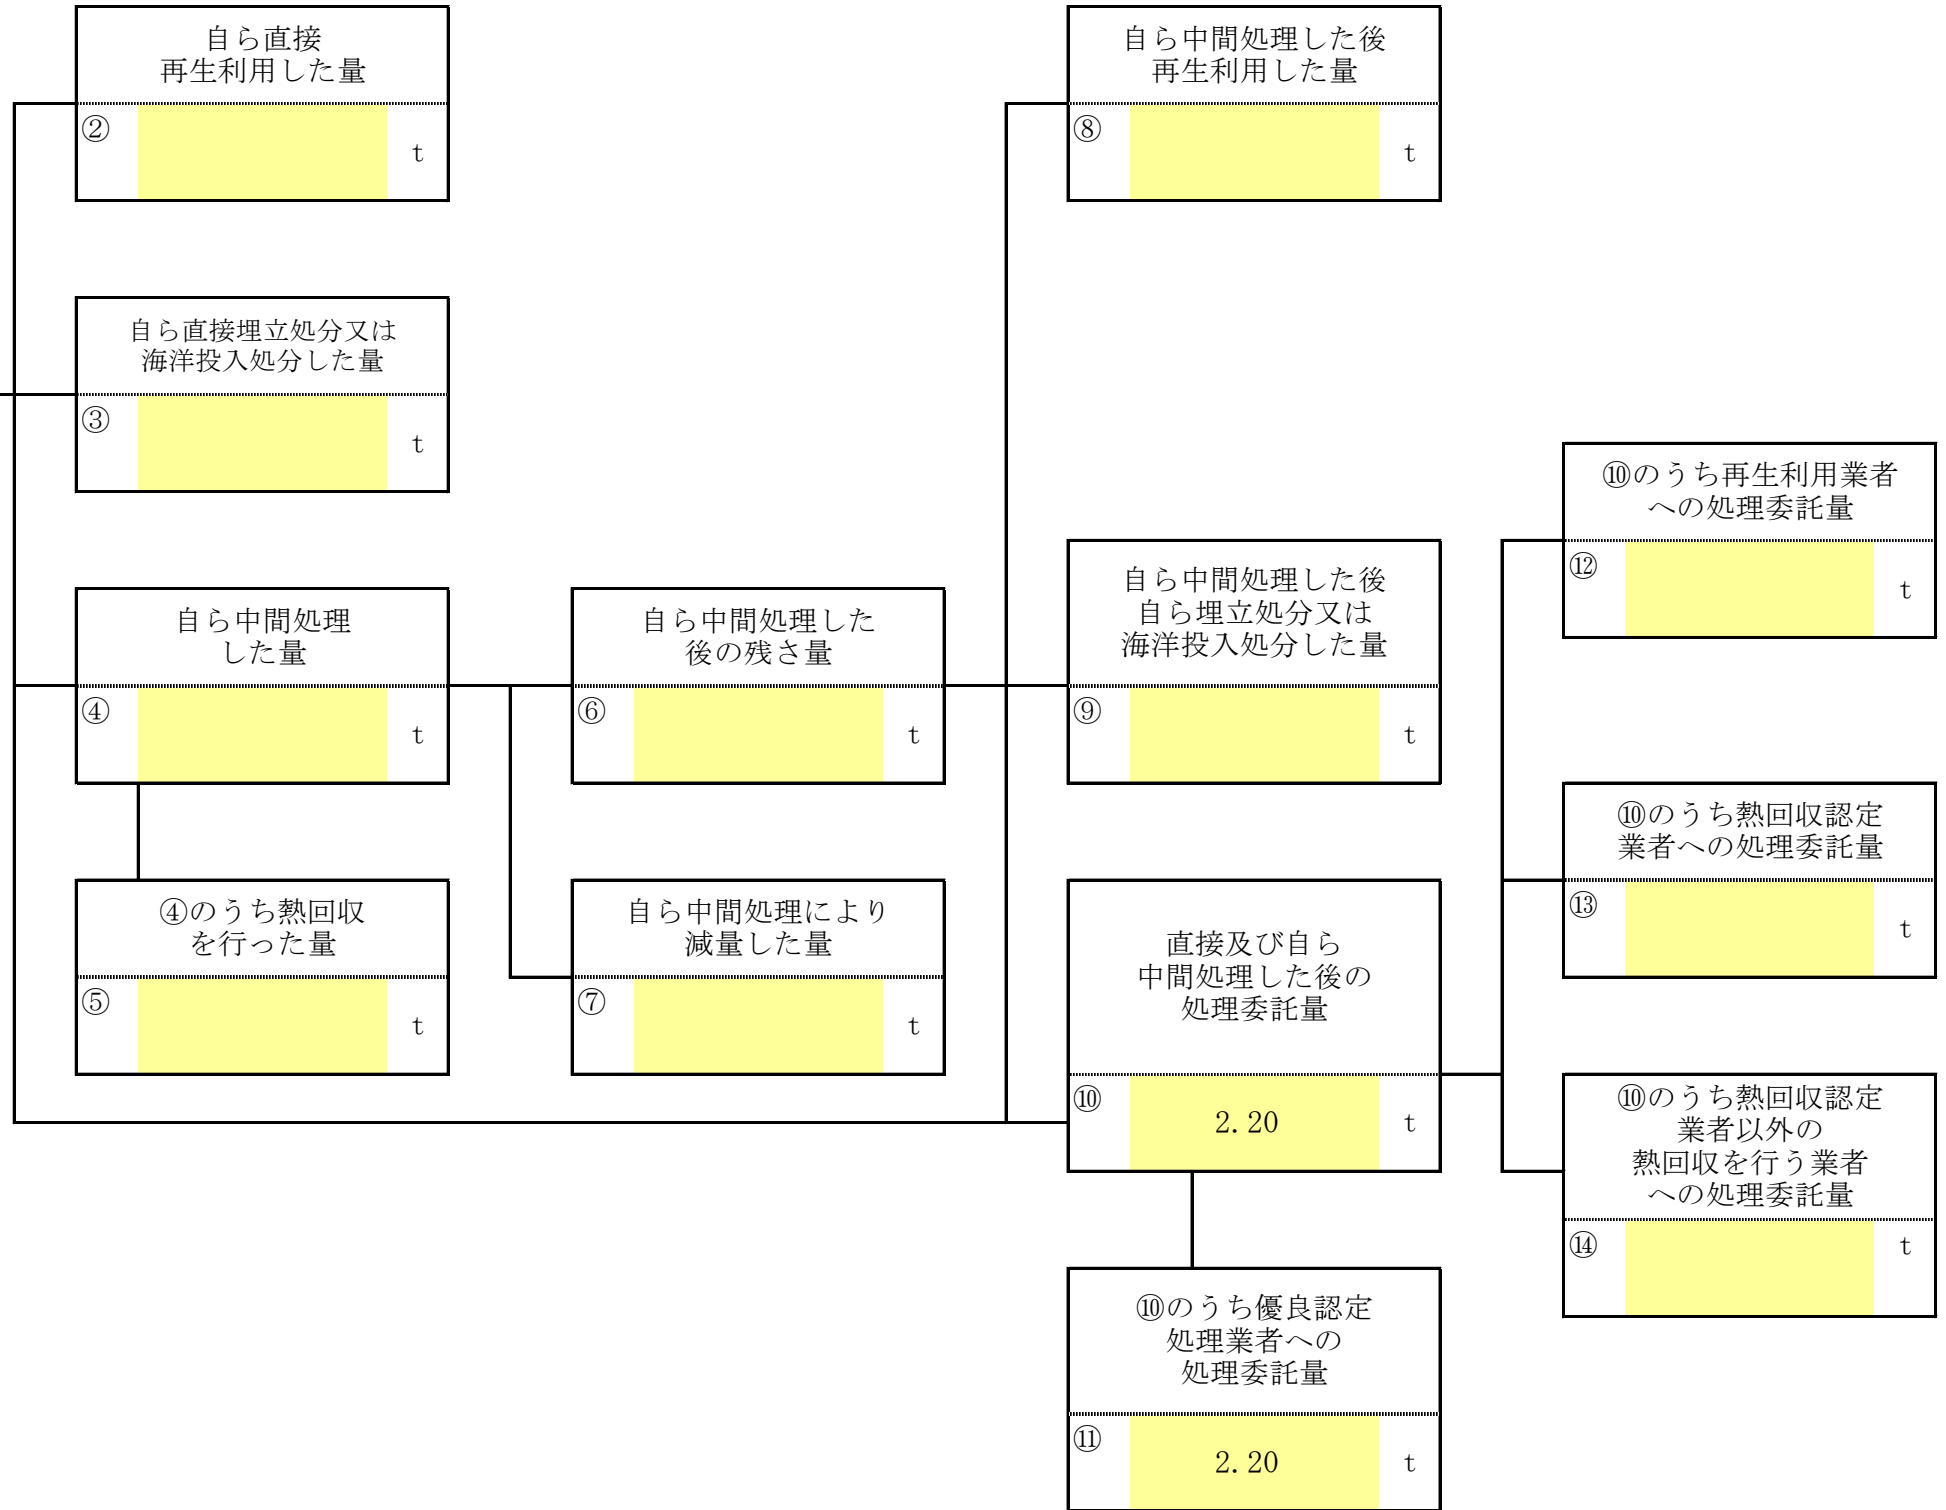 自ら直接
再生利用した量
②
t
自ら中間処理した後
再生利用した量
⑧
t
自ら直接埋立処分又は
海洋投入処分した量
③
t
⑩のうち再生利用業者
への処理委託量
⑫
t
自ら中間処理
した量
④
t
自ら中間処理した
後の残さ量
⑥
t
自ら中間処理した後
自ら埋立処分又は
海洋投入処分した量
⑨
t
⑩のうち熱回収認定
業者への処理委託量
⑬
t
④のうち熱回収
を行った量
⑤
t
自ら中間処理により
減量した量
⑦
t
直接及び自ら
中間処理した後の
処理委託量
⑩
2.20
t
⑩のうち熱回収認定
業者以外の
熱回収を行う業者
への処理委託量
⑭
t
⑩のうち優良認定
処理業者への
処理委託量
⑪
2.20
t